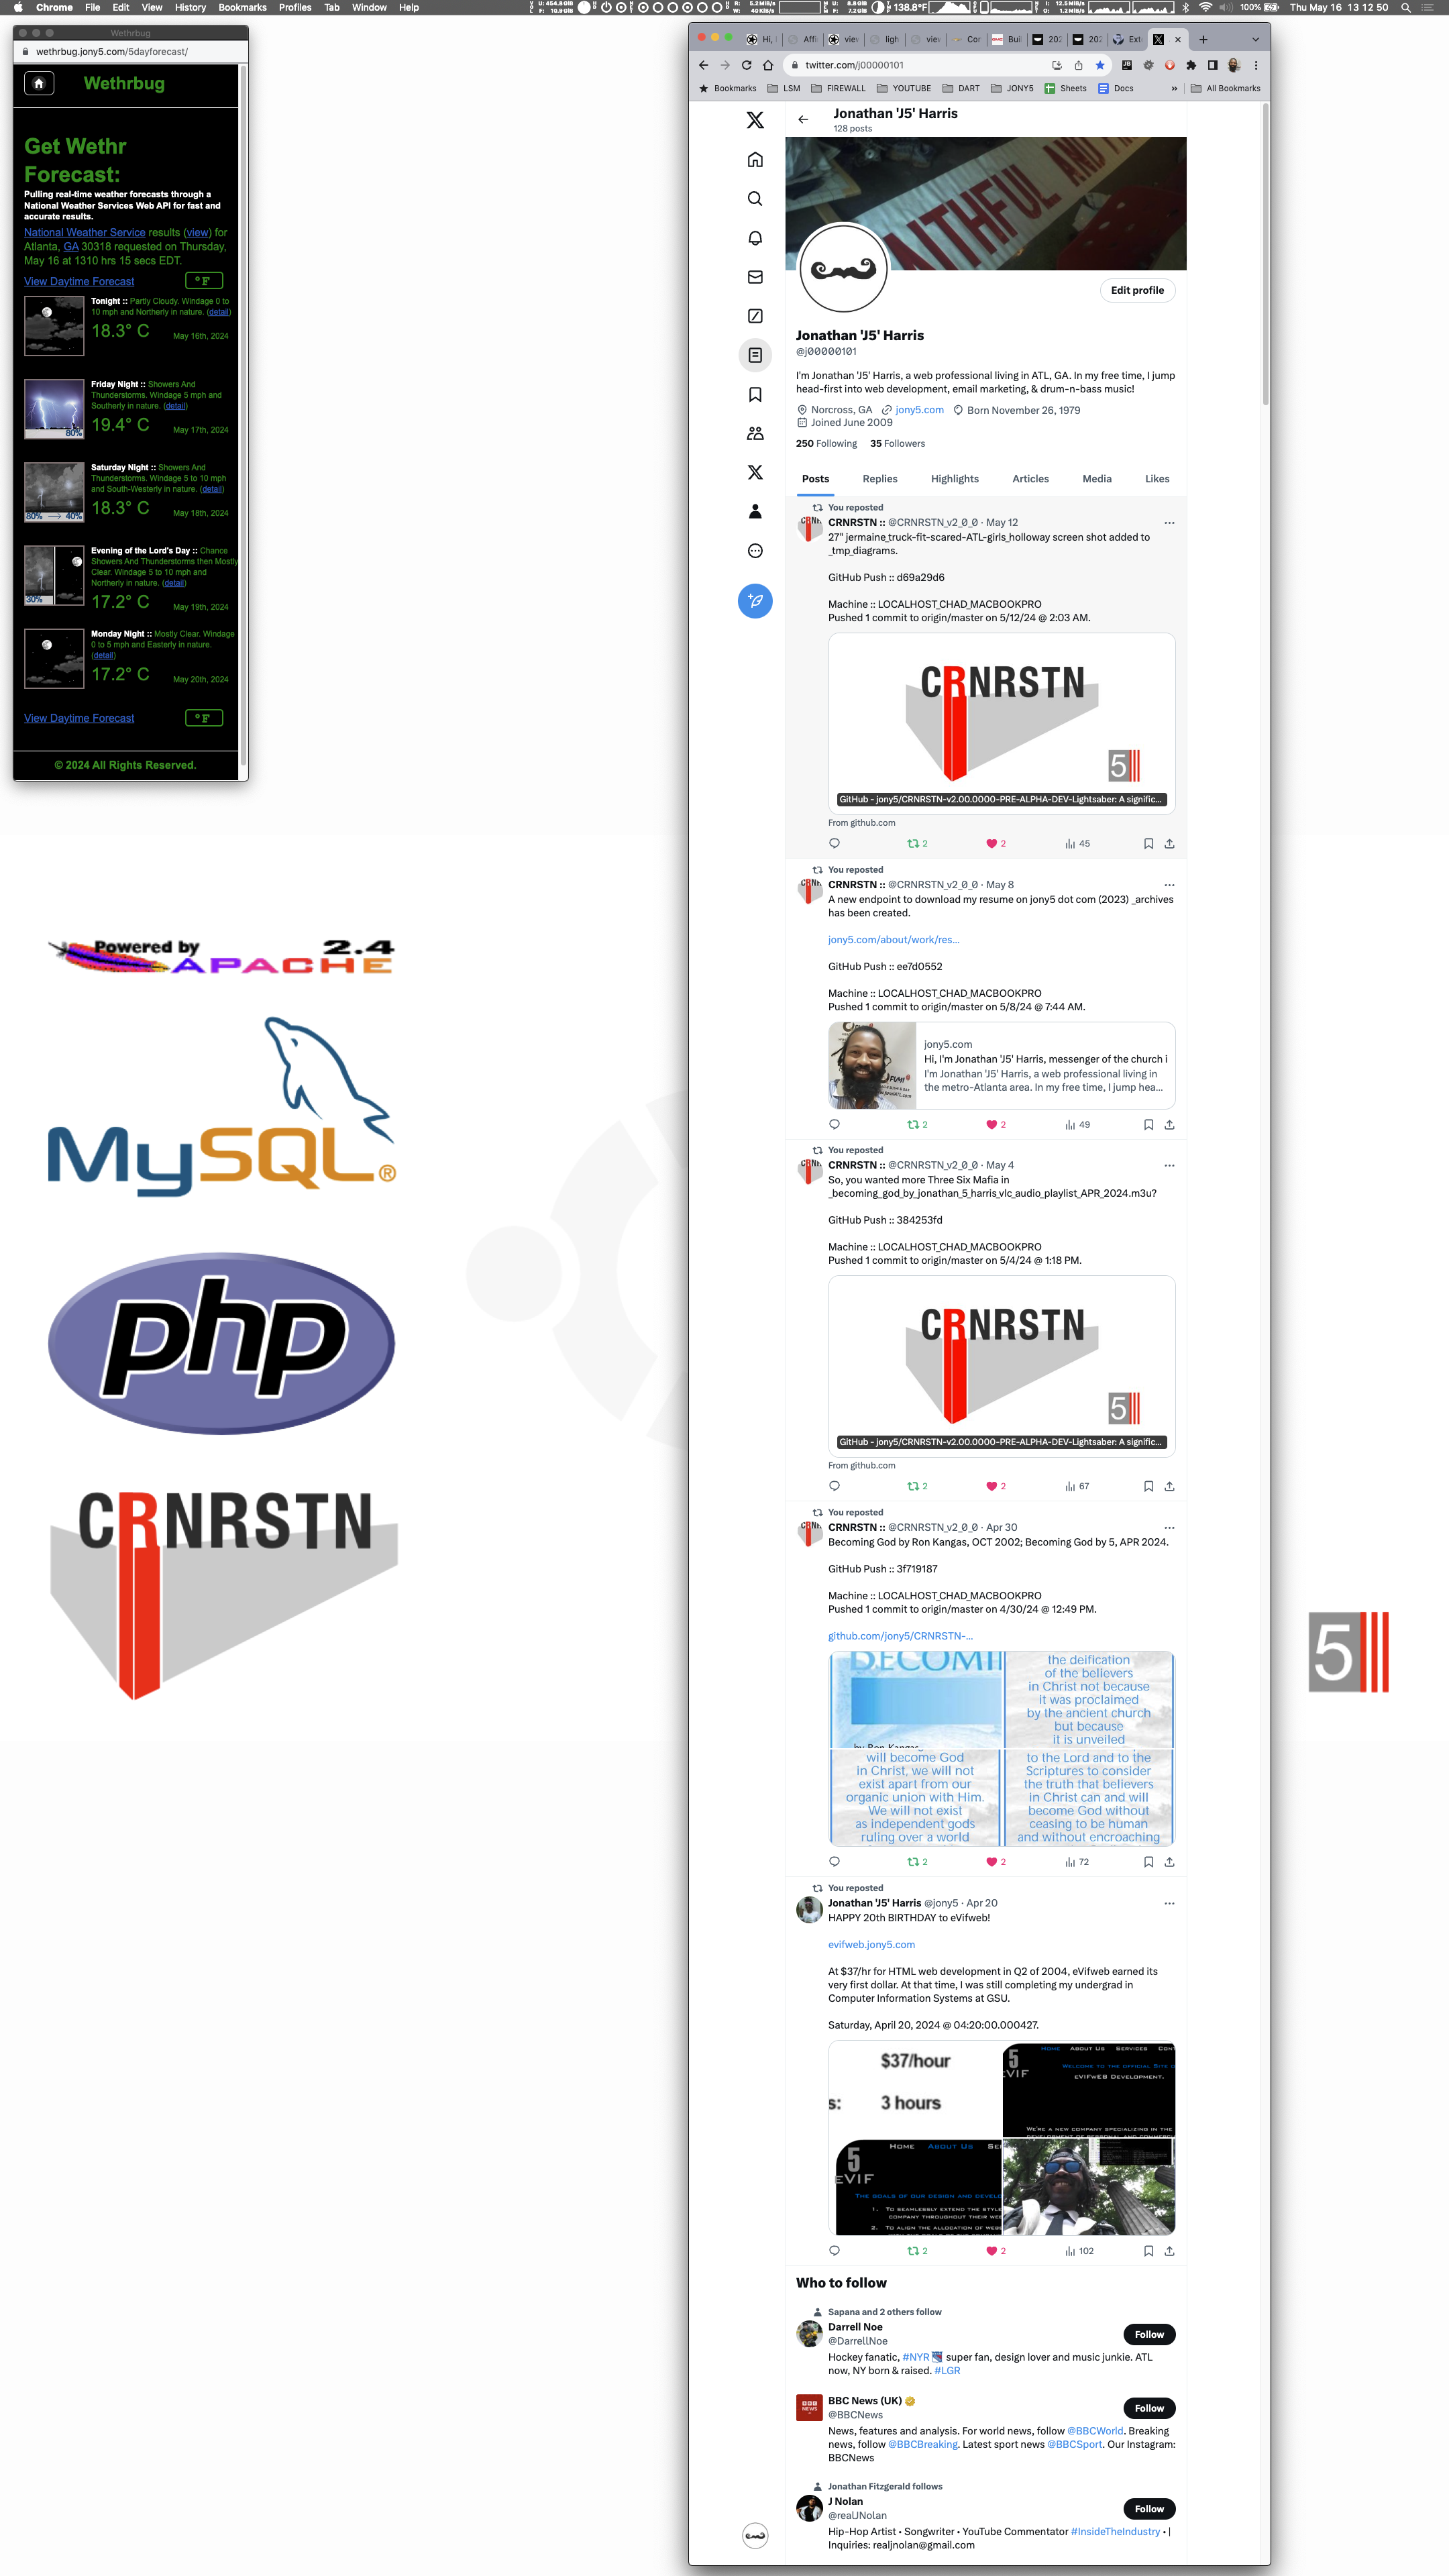 Chrome File Edit View History Bookmarks Profiles Tab Window Help
138.8°F
100%
Thu May 16 13 12 50
Wethrbug
wethrbug.jony5.com/5dayforecast/
Wethrbug
Get Wethr
Forecast:
Pulling real-time weather forecasts through a
National Weather Services Web API for fast and
accurate results.
National Weather Service results (view) for
Atlanta, GA 30318 requested on Thursday,
May 16 at 1310 hrs 15 secs EDT.
View Daytime Forecast
°F
Tonight :: Partly Cloudy. Windage 0 to
10 mph and Northerly in nature. (detail)
18.3° C
May 16th, 2024
Friday Night :: Showers And
Thunderstorms. Windage 5 mph and
Southerly in nature. (detail)
80%
19.4° C
May 17th, 2024
Saturday Night :: Showers And
Thunderstorms. Windage 5 to 10 mph
and South-Westerly in nature. (detail)
80% 40%
18.3° C
May 18th, 2024
Evening of the Lord's Day :: Chance
Showers And Thunderstorms then Mostly
Clear. Windage 5 to 10 mph and
Northerly in nature. (detail)
30%
17.2° C
May 19th, 2024
Monday Night :: Mostly Clear. Windage
0 to 5 mph and Easterly in nature.
(detail)
17.2° C
May 20th, 2024
View Daytime Forecast
°F
© 2024 All Rights Reserved.
Powered by
APACHE
2.4
MySQL®
php
CRNRSTN
5
twitter.com/j00000101
Bookmarks LSM FIREWALL YOUTUBE DART JONY5 Sheets Docs » All Bookmarks
Jonathan 'J5' Harris
128 posts
Edit profile
Jonathan 'J5' Harris
@j00000101
I'm Jonathan 'J5' Harris, a web professional living in ATL, GA. In my free time, I jump
head-first into web development, email marketing, & drum-n-bass music!
Norcross, GA jony5.com Born November 26, 1979
Joined June 2009
250 Following 35 Followers
Posts Replies Highlights Articles Media Likes
You reposted
CRNRSTN :: @CRNRSTN_v2_0_0 · May 12
27" jermaine_truck-fit-scared-ATL-girls_holloway screen shot added to
_tmp_diagrams.
GitHub Push :: d69a29d6
Machine :: LOCALHOST_CHAD_MACBOOKPRO
Pushed 1 commit to origin/master on 5/12/24 @ 2:03 AM.
CRNRSTN
5
GitHub - jony5/CRNRSTN-v2.00.0000-PRE-ALPHA-DEV-Lightsaber: A signific...
From github.com
2 2 45
You reposted
CRNRSTN :: @CRNRSTN_v2_0_0 · May 8
A new endpoint to download my resume on jony5 dot com (2023) _archives
has been created.
jony5.com/about/work/res...
GitHub Push :: ee7d0552
Machine :: LOCALHOST_CHAD_MACBOOKPRO
Pushed 1 commit to origin/master on 5/8/24 @ 7:44 AM.
jony5.com
Hi, I'm Jonathan 'J5' Harris, messenger of the church i
I'm Jonathan 'J5' Harris, a web professional living in
the metro-Atlanta area. In my free time, I jump hea...
2 2 49
You reposted
CRNRSTN :: @CRNRSTN_v2_0_0 · May 4
So, you wanted more Three Six Mafia in
_becoming_god_by_jonathan_5_harris_vlc_audio_playlist_APR_2024.m3u?
GitHub Push :: 384253fd
Machine :: LOCALHOST_CHAD_MACBOOKPRO
Pushed 1 commit to origin/master on 5/4/24 @ 1:18 PM.
CRNRSTN
5
GitHub - jony5/CRNRSTN-v2.00.0000-PRE-ALPHA-DEV-Lightsaber: A signific...
From github.com
2 2 67
You reposted
CRNRSTN :: @CRNRSTN_v2_0_0 · Apr 30
Becoming God by Ron Kangas, OCT 2002; Becoming God by 5, APR 2024.
GitHub Push :: 3f719187
Machine :: LOCALHOST_CHAD_MACBOOKPRO
Pushed 1 commit to origin/master on 4/30/24 @ 12:49 PM.
github.com/jony5/CRNRSTN-...
BECOMI
by Ron Kangas
the deification
of the believers
in Christ not because
it was proclaimed
by the ancient church
but because
it is unveiled
will become God
in Christ, we will not
exist apart from our
organic union with Him.
We will not exist
as independent gods
ruling over a world
to the Lord and to the
Scriptures to consider
the truth that believers
in Christ can and will
become God without
ceasing to be human
and without encroaching
2 2 72
You reposted
Jonathan 'J5' Harris @jony5 · Apr 20
HAPPY 20th BIRTHDAY to eVifweb!
evifweb.jony5.com
At $37/hr for HTML web development in Q2 of 2004, eVifweb earned its
very first dollar. At that time, I was still completing my undergrad in
Computer Information Systems at GSU.
Saturday, April 20, 2024 @ 04:20:00.000427.
$37/hour
s: 3 hours
Home About Us Services Con
5
EVIF
Welcome to the official Site o
eVifweb Development.
We're a new company specializing in the
Home About Us Se
5
EVIF
The goals of our design and develo
1. To seamlessly extend the style
company throughout their we
2. To align the allocation of web
2 2 102
Who to follow
Sapana and 2 others follow
Darrell Noe
@DarrellNoe
Follow
Hockey fanatic, #NYR super fan, design lover and music junkie. ATL
now, NY born & raised. #LGR
BBC News (UK)
@BBCNews
Follow
News, features and analysis. For world news, follow @BBCWorld. Breaking
news, follow @BBCBreaking. Latest sport news @BBCSport. Our Instagram:
BBCNews
Jonathan Fitzgerald follows
J Nolan
@realJNolan
Follow
Hip-Hop Artist • Songwriter • YouTube Commentator #InsideTheIndustry • |
Inquiries: realjnolan@gmail.com
5